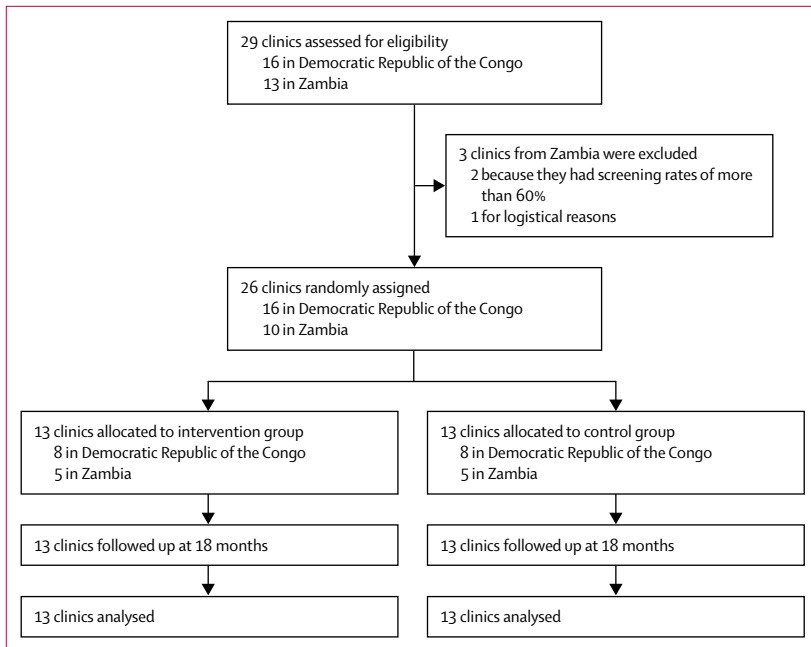 29 clinics assessed for eligibility
16 in Democratic Republic of the Congo
13 in Zambia
3 clinics from Zambia were excluded
2 because they had screening rates of more
than 60%
1 for logistical reasons
26 clinics randomly assigned
16 in Democratic Republic of the Congo
10 in Zambia
13 clinics allocated to intervention group
8 in Democratic Republic of the Congo
5 in Zambia
13 clinics allocated to control group
8 in Democratic Republic of the Congo
5 in Zambia
13 clinics followed up at 18 months
13 clinics followed up at 18 months
13 clinics analysed
13 clinics analysed